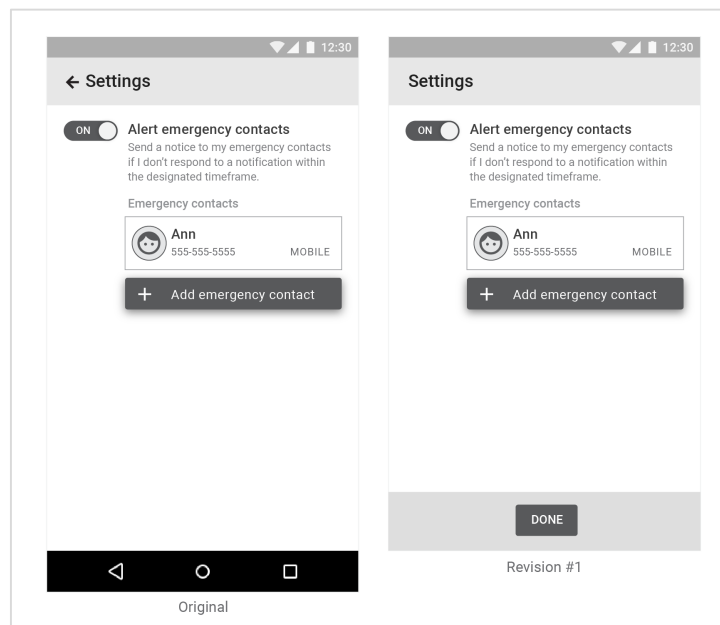 12:30
Settings
ON
Alert emergency contacts
Send a notice to my emergency contacts
if I don't respond to a notification within
the designated timeframe.
Emergency contacts
Ann
555-555-5555 MOBILE
+ Add emergency contact
Original
12:30
Settings
ON
Alert emergency contacts
Send a notice to my emergency contacts
if I don't respond to a notification within
the designated timeframe.
Emergency contacts
Ann
555-555-5555 MOBILE
+ Add emergency contact
DONE
Revision #1